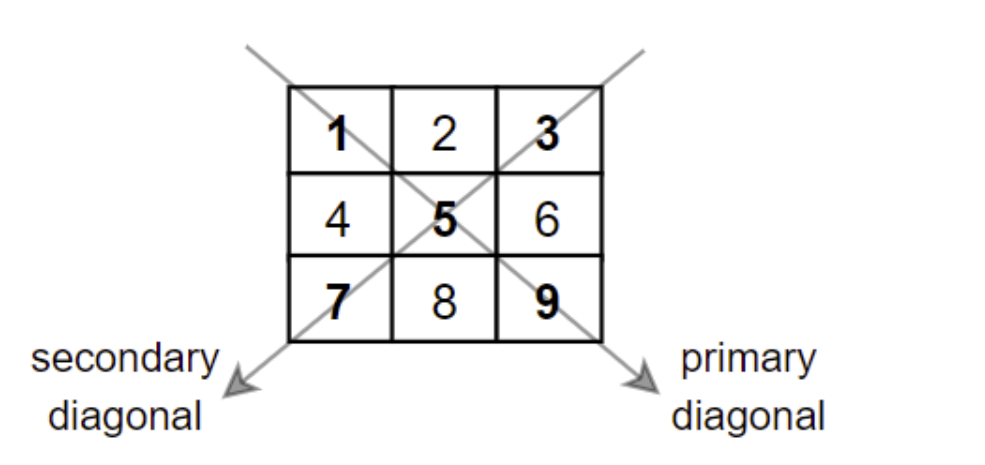 1 2 3
4 5 6
7 8 9
secondary
diagonal
primary
diagonal